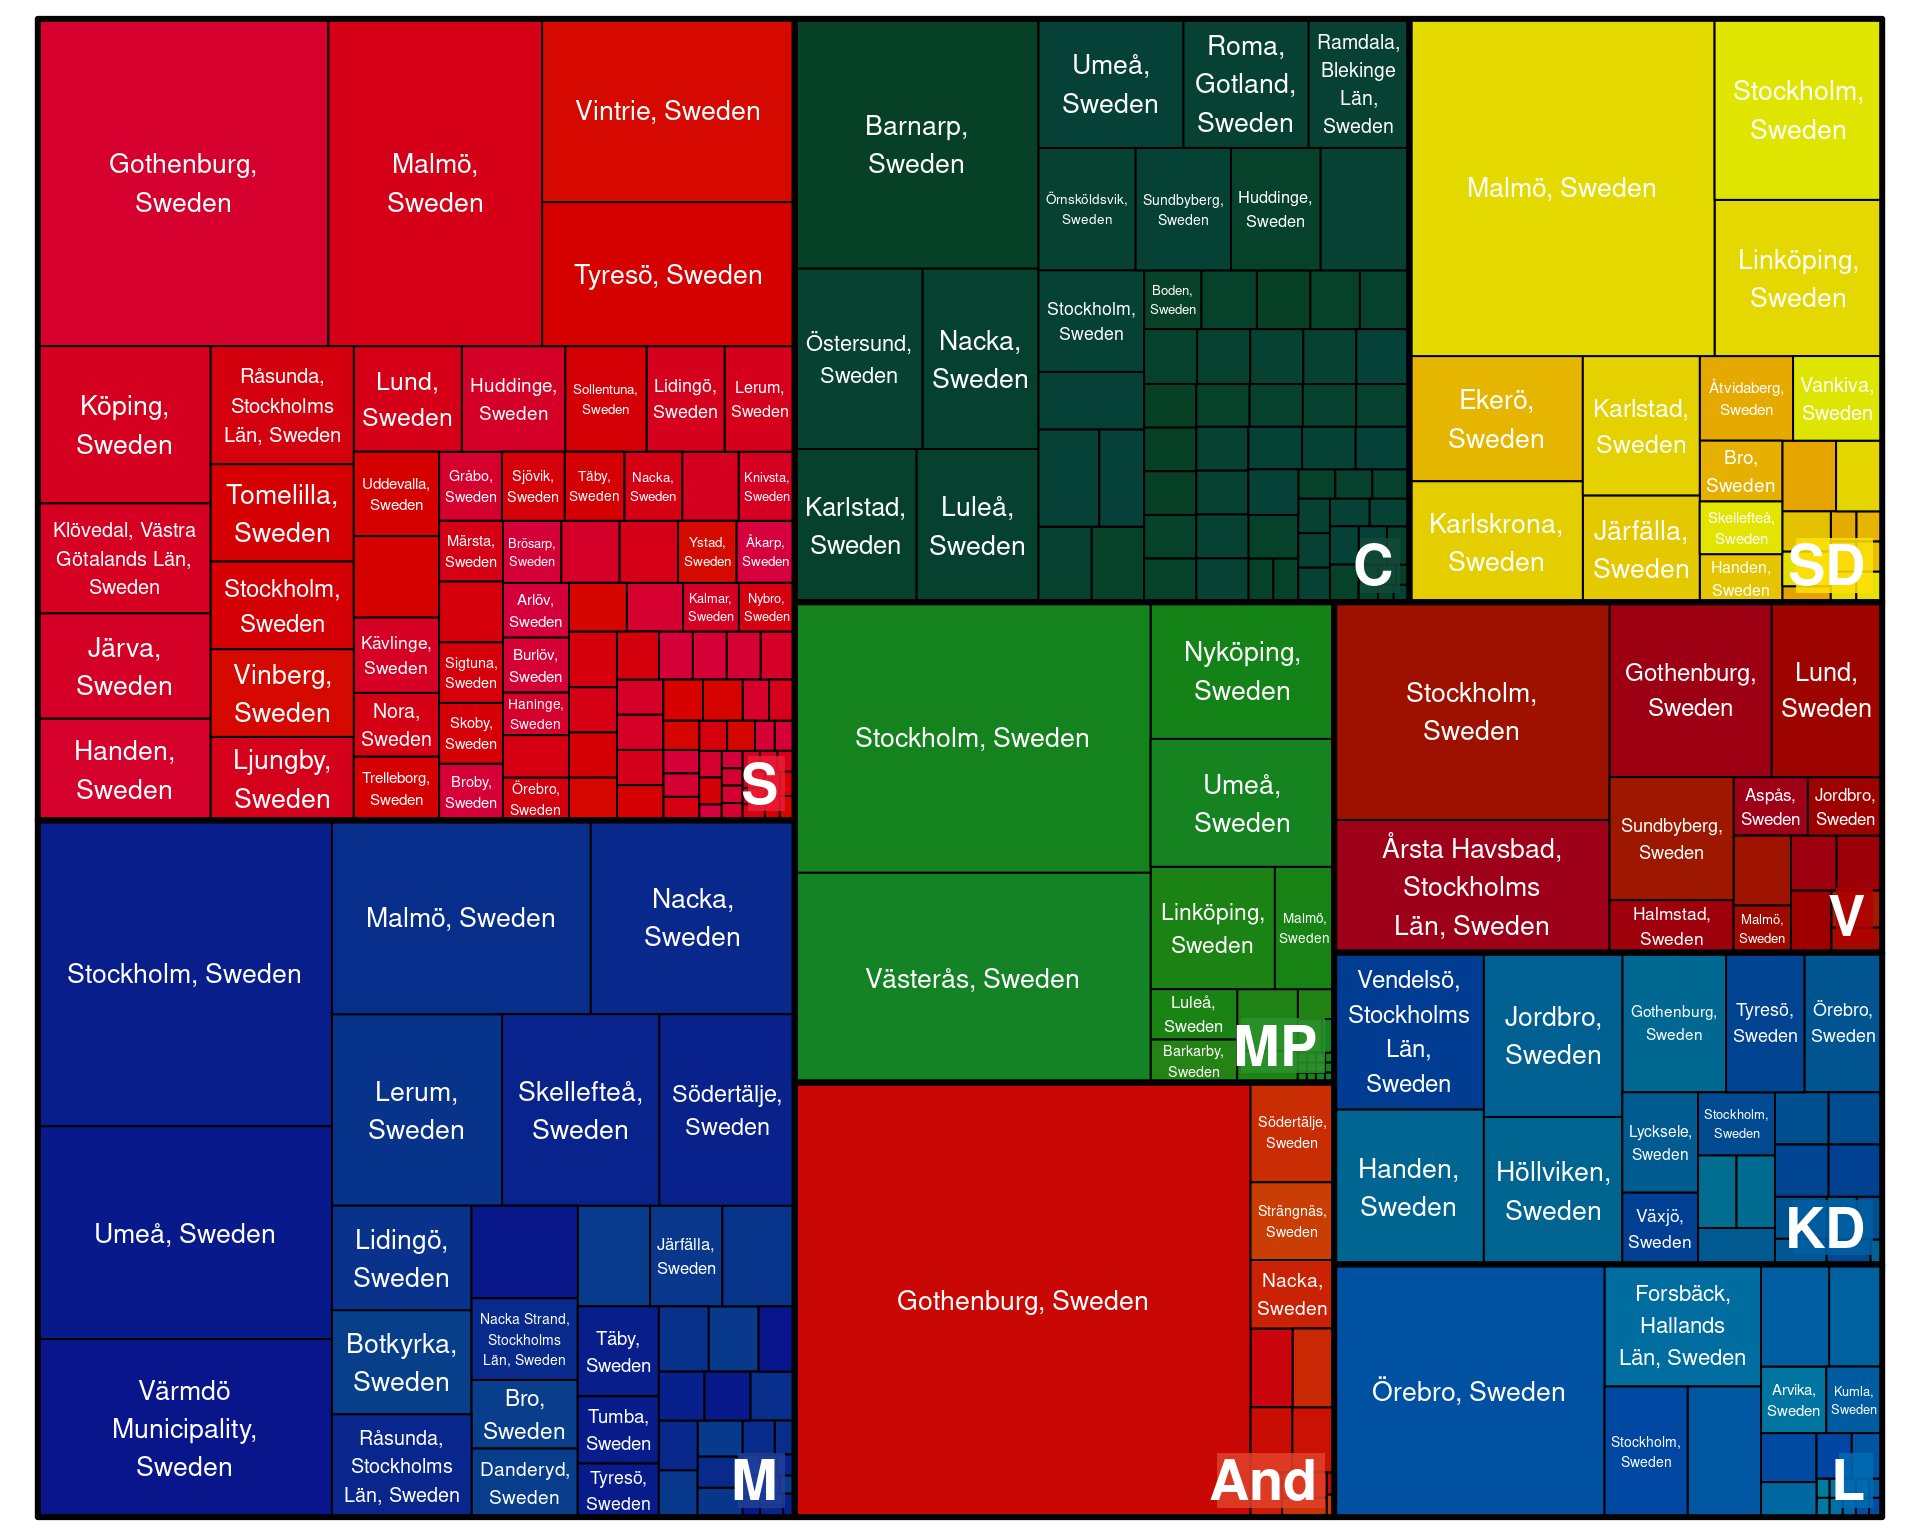 Gothenburg,
Sweden
Malmö,
Sweden
Vintrie, Sweden
Tyresö, Sweden
Köping,
Sweden
Råsunda,
Stockholms
Län, Sweden
Lund,
Sweden
Huddinge,
Sweden
Sollentuna,
Sweden
Lidingö,
Sweden
Lerum,
Sweden
Klövedal, Västra
Götalands Län,
Sweden
Tomelilla,
Sweden
Uddevalla,
Sweden
Gråbo,
Sweden
Sjövik,
Sweden
Täby,
Sweden
Nacka,
Sweden
Knivsta,
Sweden
Märsta,
Sweden
Brösarp,
Sweden
Ystad,
Sweden
Åkarp,
Sweden
Stockholm,
Sweden
Järva,
Sweden
Vinberg,
Sweden
Kävlinge,
Sweden
Arlöv,
Sweden
Kalmar,
Sweden
Nybro,
Sweden
Sigtuna,
Sweden
Burlöv,
Sweden
Haninge,
Sweden
Handen,
Sweden
Ljungby,
Sweden
Nora,
Sweden
Skoby,
Sweden
Trelleborg,
Sweden
Broby,
Sweden
Örebro,
Sweden
S
Stockholm, Sweden
Malmö, Sweden
Nacka,
Sweden
Lerum,
Sweden
Skellefteå,
Sweden
Södertälje,
Sweden
Umeå, Sweden
Värmdö
Municipality,
Sweden
Lidingö,
Sweden
Järfälla,
Sweden
Botkyrka,
Sweden
Nacka Strand,
Stockholms
Län, Sweden
Täby,
Sweden
Bro,
Sweden
Råsunda,
Stockholms
Län, Sweden
Danderyd,
Sweden
Tumba,
Sweden
Tyresö,
Sweden
M
Barnarp,
Sweden
Umeå,
Sweden
Roma,
Gotland,
Sweden
Ramdala,
Blekinge
Län,
Sweden
Örnsköldsvik,
Sweden
Sundbyberg,
Sweden
Huddinge,
Sweden
Östersund,
Sweden
Nacka,
Sweden
Stockholm,
Sweden
Boden,
Sweden
Karlstad,
Sweden
Luleå,
Sweden
C
Malmö, Sweden
Stockholm,
Sweden
Linköping,
Sweden
Ekerö,
Sweden
Karlstad,
Sweden
Åtvidaberg,
Sweden
Vankiva,
Sweden
Bro,
Sweden
Karlskrona,
Sweden
Järfälla,
Sweden
Skellefteå,
Sweden
Handen,
Sweden
SD
Stockholm, Sweden
Nyköping,
Sweden
Umeå,
Sweden
Västerås, Sweden
Linköping,
Sweden
Malmö,
Sweden
Luleå,
Sweden
Barkarby,
Sweden
MP
Stockholm,
Sweden
Gothenburg,
Sweden
Lund,
Sweden
Årsta Havsbad,
Stockholms
Län, Sweden
Sundbyberg,
Sweden
Aspås,
Sweden
Jordbro,
Sweden
Halmstad,
Sweden
Malmö,
Sweden
V
Gothenburg, Sweden
Södertälje,
Sweden
Strängnäs,
Sweden
Nacka,
Sweden
And
Vendelsö,
Stockholms
Län,
Sweden
Jordbro,
Sweden
Gothenburg,
Sweden
Tyresö,
Sweden
Örebro,
Sweden
Handen,
Sweden
Höllviken,
Sweden
Lycksele,
Sweden
Stockholm,
Sweden
Växjö,
Sweden
KD
Örebro, Sweden
Forsbäck,
Hallands
Län, Sweden
Stockholm,
Sweden
Arvika,
Sweden
Kumla,
Sweden
L